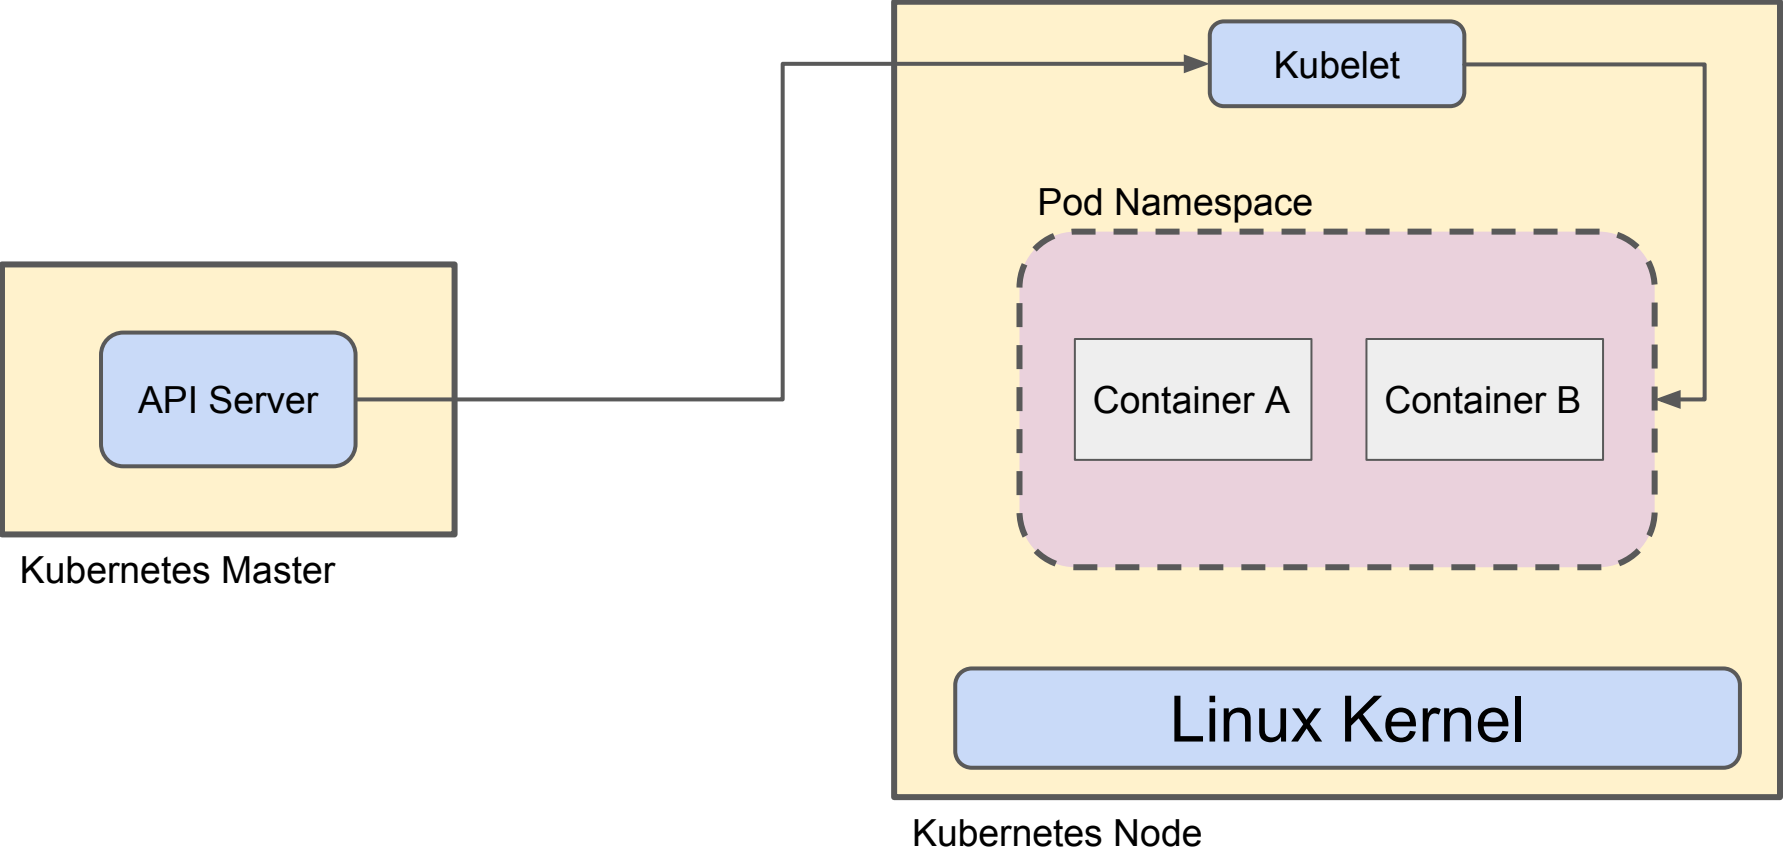 Kubelet
Pod Namespace
API Server
Container A
Container B
Kubernetes Master
Linux Kernel
Kubernetes Node